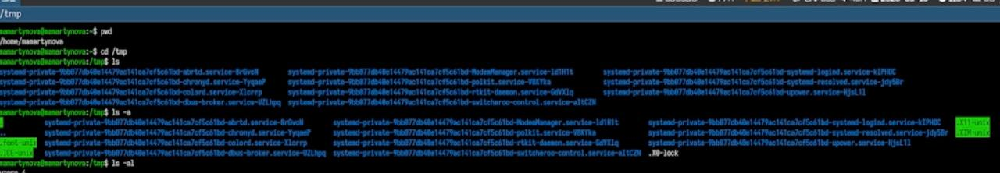 /tmp
mamartynova@mamartynova:~$ pwd
/home/mamartynova
mamartynova@mamartynova:~$ cd /tmp
mamartynova@mamartynova:/tmp$ ls
systemd-private-9bb077db40e14479ac141ca7cf5c61bd-abrtd.service-8rGvcN systemd-private-9bb077db40e14479ac141ca7cf5c61bd-ModemManager.service-ld1H1t systemd-private-9bb077db40e14479ac141ca7cf5c61bd-systemd-logind.service-kIPHOC
systemd-private-9bb077db40e14479ac141ca7cf5c61bd-chronyd.service-YyqaeP systemd-private-9bb077db40e14479ac141ca7cf5c61bd-polkit.service-V8XYka systemd-private-9bb077db40e14479ac141ca7cf5c61bd-systemd-resolved.service-jdy5Br
systemd-private-9bb077db40e14479ac141ca7cf5c61bd-colord.service-Xlcrrp systemd-private-9bb077db40e14479ac141ca7cf5c61bd-rtkit-daemon.service-GdVXlq systemd-private-9bb077db40e14479ac141ca7cf5c61bd-upower.service-HjsL1l
systemd-private-9bb077db40e14479ac141ca7cf5c61bd-dbus-broker.service-UZLhpq systemd-private-9bb077db40e14479ac141ca7cf5c61bd-switcheroo-control.service-altCZN
mamartynova@mamartynova:/tmp$ ls -a
. systemd-private-9bb077db40e14479ac141ca7cf5c61bd-abrtd.service-8rGvcN systemd-private-9bb077db40e14479ac141ca7cf5c61bd-ModemManager.service-ld1H1t systemd-private-9bb077db40e14479ac141ca7cf5c61bd-systemd-logind.service-kIPHOC .X11-unix
.. systemd-private-9bb077db40e14479ac141ca7cf5c61bd-chronyd.service-YyqaeP systemd-private-9bb077db40e14479ac141ca7cf5c61bd-polkit.service-V8XYka systemd-private-9bb077db40e14479ac141ca7cf5c61bd-systemd-resolved.service-jdy5Br .XIM-unix
.font-unix systemd-private-9bb077db40e14479ac141ca7cf5c61bd-colord.service-Xlcrrp systemd-private-9bb077db40e14479ac141ca7cf5c61bd-rtkit-daemon.service-GdVXlq systemd-private-9bb077db40e14479ac141ca7cf5c61bd-upower.service-HjsL1l
.ICE-unix systemd-private-9bb077db40e14479ac141ca7cf5c61bd-dbus-broker.service-UZLhpq systemd-private-9bb077db40e14479ac141ca7cf5c61bd-switcheroo-control.service-altCZN .X0-lock
mamartynova@mamartynova:/tmp$ ls -al